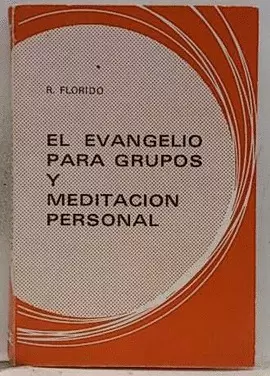 R. FLORIDO
EL EVANGELIO
PARA GRUPOS
Y
MEDITACION
PERSONAL